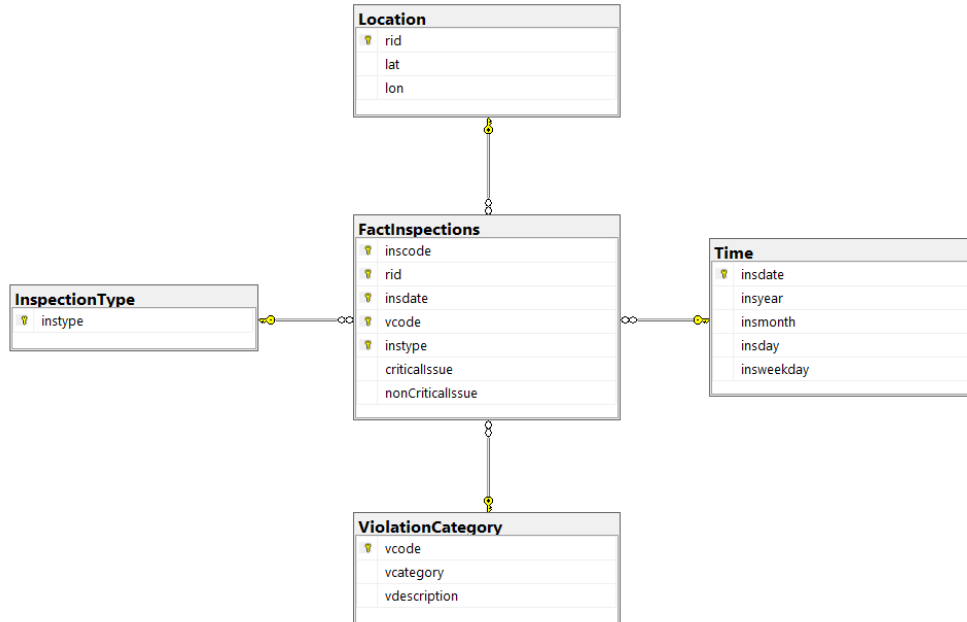 Location
rid
lat
lon
FactInspections
inscode
rid
insdate
vcode
instype
criticalIssue
nonCriticalIssue
InspectionType
instype
Time
insdate
insyear
insmonth
insday
insweekday
ViolationCategory
vcode
vcategory
vdescription